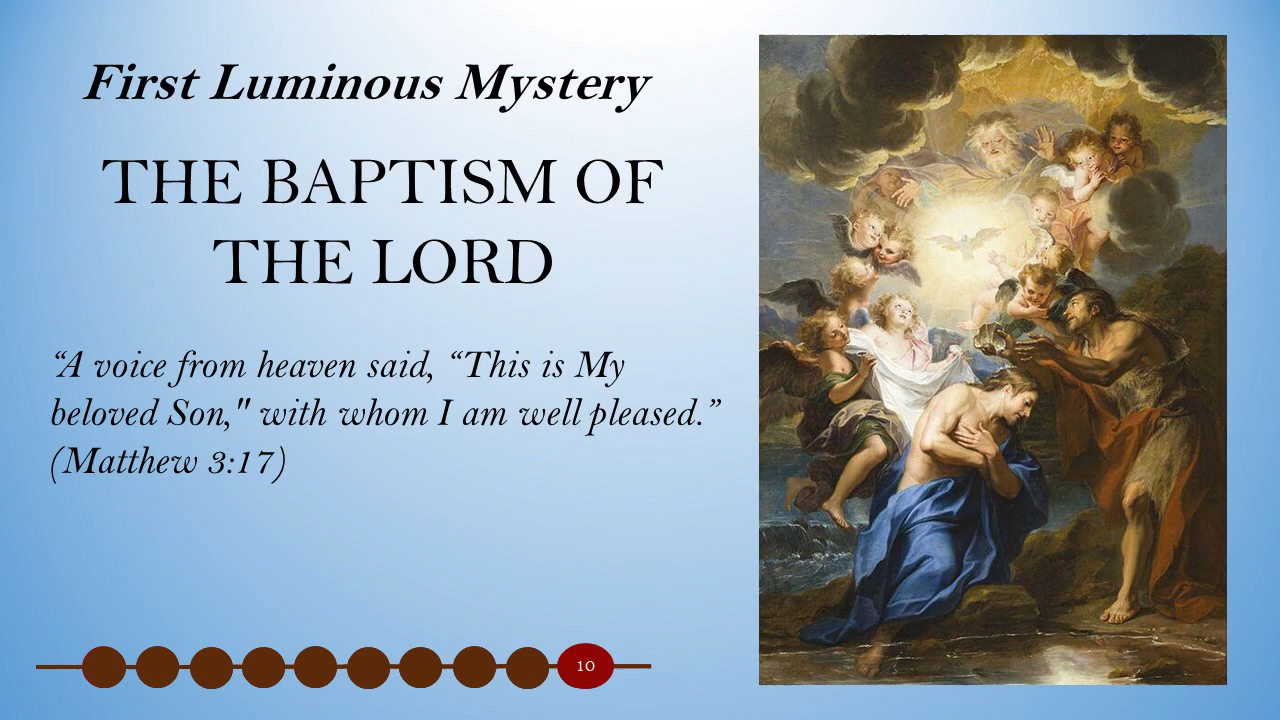 First Luminous Mystery
THE BAPTISM OF
THE LORD
“A voice from heaven said, “This is My
beloved Son," with whom I am well pleased.”
(Matthew 3:17)
10